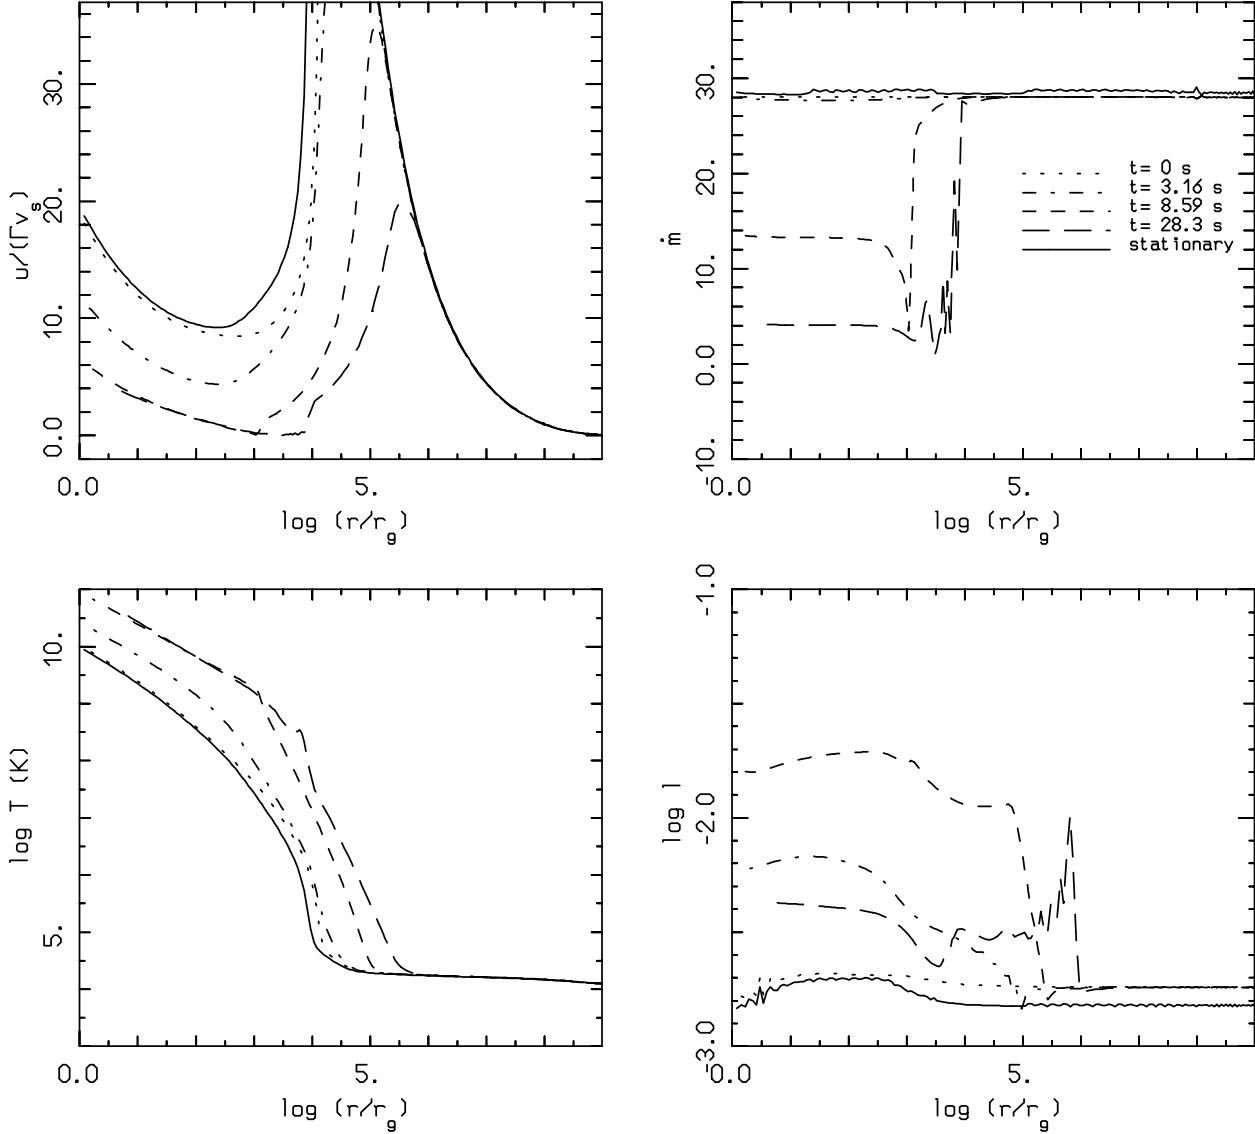 30.
20.
10.
0.0
u/(Γv_s)
0.0
5.
log (r/r_g)
30.
20.
10.
0.0
-10.
ṁ
0.0
5.
log (r/r_g)
t= 0 s
t= 3.16 s
t= 8.59 s
t= 28.3 s
stationary
10.
5.
log T (K)
0.0
5.
log (r/r_g)
-1.0
-2.0
-3.0
log l
0.0
5.
log (r/r_g)